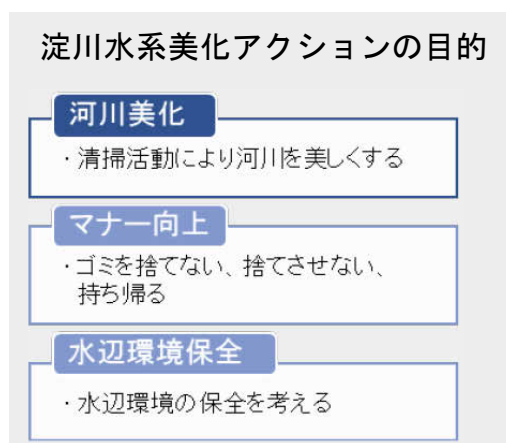 淀川水系美化アクションの目的
河川美化
・清掃活動により河川を美しくする
マナー向上
・ゴミを捨てない、捨てさせない、
持ち帰る
水辺環境保全
・水辺環境の保全を考える